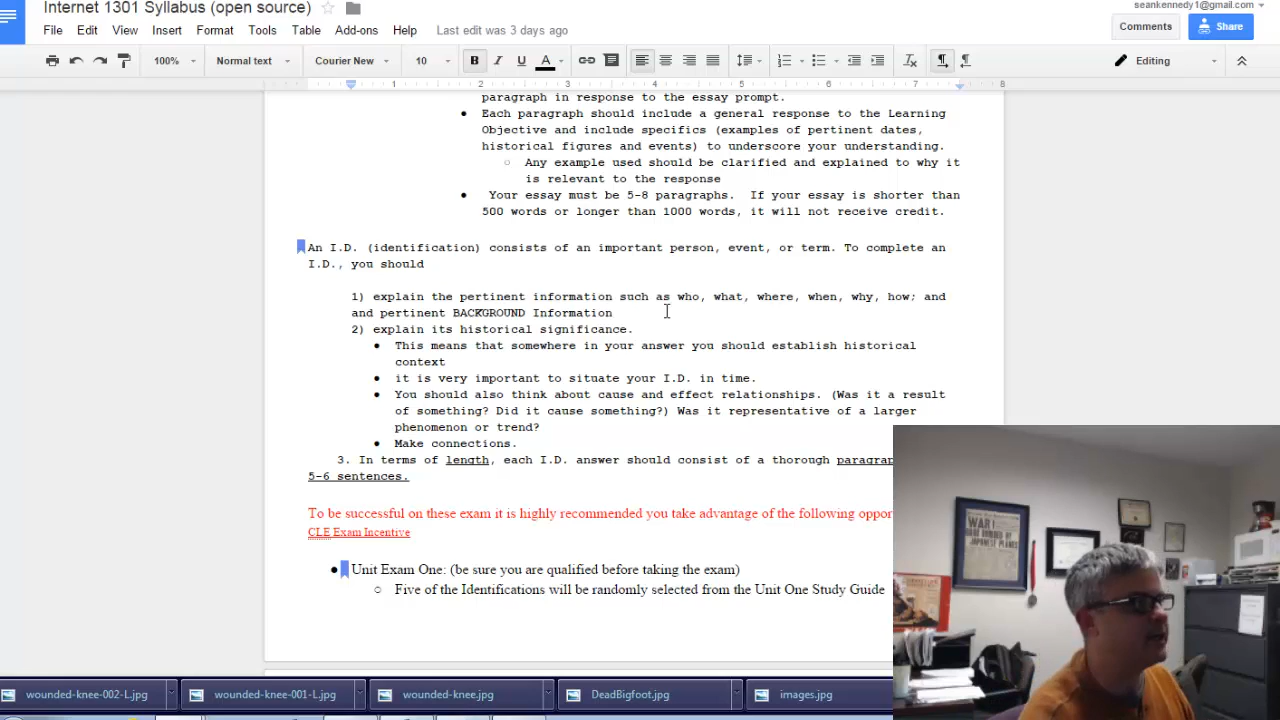 Internet 1301 Syllabus (open source)
seankennedy1@gmail.com
File Edit View Insert Format Tools Table Add-ons Help Last edit was 3 days ago
Comments
Share
100% Normal text Courier New 10 B I U A Editing
1 2 3 4 5 6 7 8
paragraph in response to the essay prompt.
● Each paragraph should include a general response to the Learning
Objective and include specifics (examples of pertinent dates,
historical figures and events) to underscore your understanding.
○ Any example used should be clarified and explained to why it
is relevant to the response
● Your essay must be 5-8 paragraphs. If your essay is shorter than
500 words or longer than 1000 words, it will not receive credit.
An I.D. (identification) consists of an important person, event, or term. To complete an
I.D., you should
1) explain the pertinent information such as who, what, where, when, why, how; and
and pertinent BACKGROUND Information
2) explain its historical significance.
● This means that somewhere in your answer you should establish historical
context
● it is very important to situate your I.D. in time.
● You should also think about cause and effect relationships. (Was it a result
of something? Did it cause something?) Was it representative of a larger
phenomenon or trend?
● Make connections.
3. In terms of length, each I.D. answer should consist of a thorough paragrap
5-6 sentences.
To be successful on these exam it is highly recommended you take advantage of the following oppor
CLE Exam Incentive
● Unit Exam One: (be sure you are qualified before taking the exam)
○ Five of the Identifications will be randomly selected from the Unit One Study Guide
WAR!
wounded-knee-002-L.jpg
wounded-knee-001-L.jpg
wounded-knee.jpg
DeadBigfoot.jpg
images.jpg